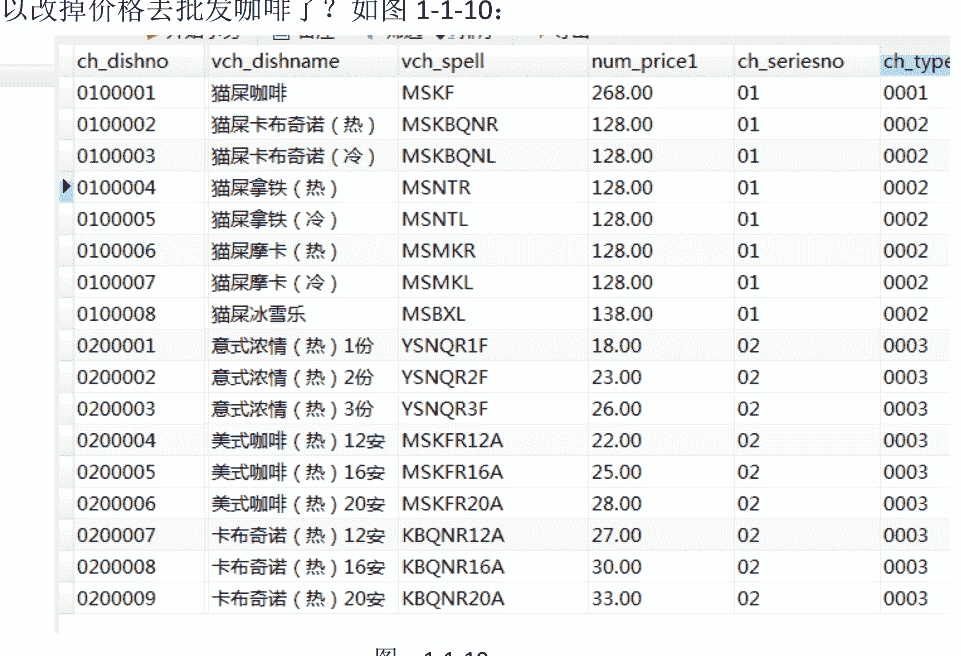 以改掉价格去批发咖啡了？如图 1-1-10：
ch_dishno vch_dishname vch_spell num_price1 ch_seriesno ch_type
0100001 猫屎咖啡 MSKF 268.00 01 0001
0100002 猫屎卡布奇诺（热） MSKBQNR 128.00 01 0002
0100003 猫屎卡布奇诺（冷） MSKBQNL 128.00 01 0002
0100004 猫屎拿铁（热） MSNTR 128.00 01 0002
0100005 猫屎拿铁（冷） MSNTL 128.00 01 0002
0100006 猫屎摩卡（热） MSMKR 128.00 01 0002
0100007 猫屎摩卡（冷） MSMKL 128.00 01 0002
0100008 猫屎冰雪乐 MSBXL 138.00 01 0002
0200001 意式浓情（热）1份 YSNQR1F 18.00 02 0003
0200002 意式浓情（热）2份 YSNQR2F 23.00 02 0003
0200003 意式浓情（热）3份 YSNQR3F 26.00 02 0003
0200004 美式咖啡（热）12安 MSKFR12A 22.00 02 0003
0200005 美式咖啡（热）16安 MSKFR16A 25.00 02 0003
0200006 美式咖啡（热）20安 MSKFR20A 28.00 02 0003
0200007 卡布奇诺（热）12安 KBQNR12A 27.00 02 0003
0200008 卡布奇诺（热）16安 KBQNR16A 30.00 02 0003
0200009 卡布奇诺（热）20安 KBQNR20A 33.00 02 0003
图 1-1-10